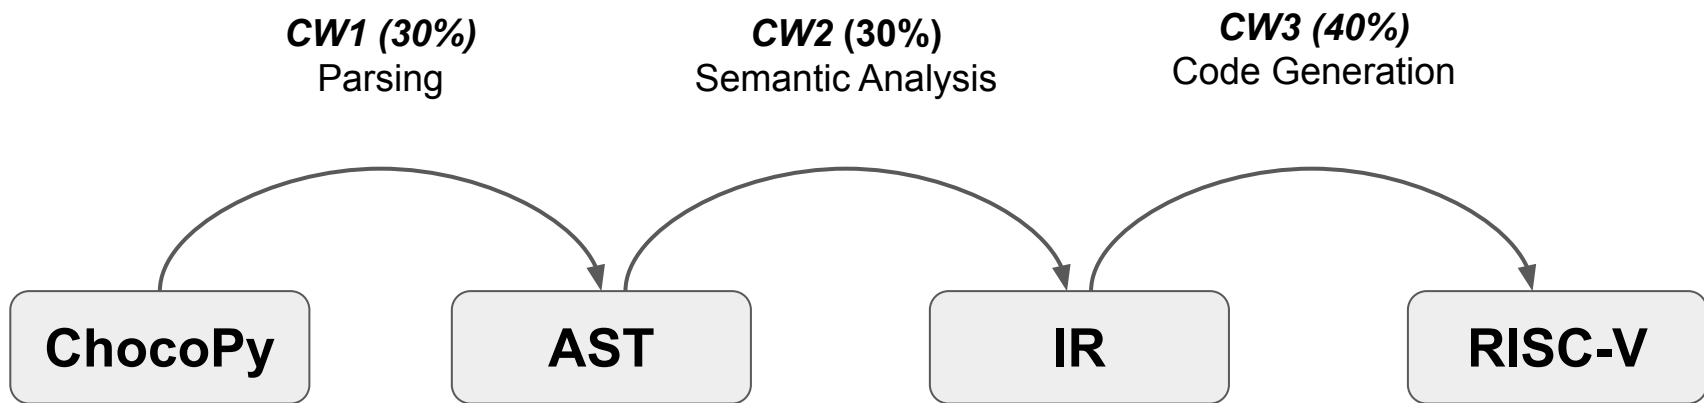 CW1 (30%)
Parsing
CW2 (30%)
Semantic Analysis
CW3 (40%)
Code Generation
ChocoPy
AST
IR
RISC-V